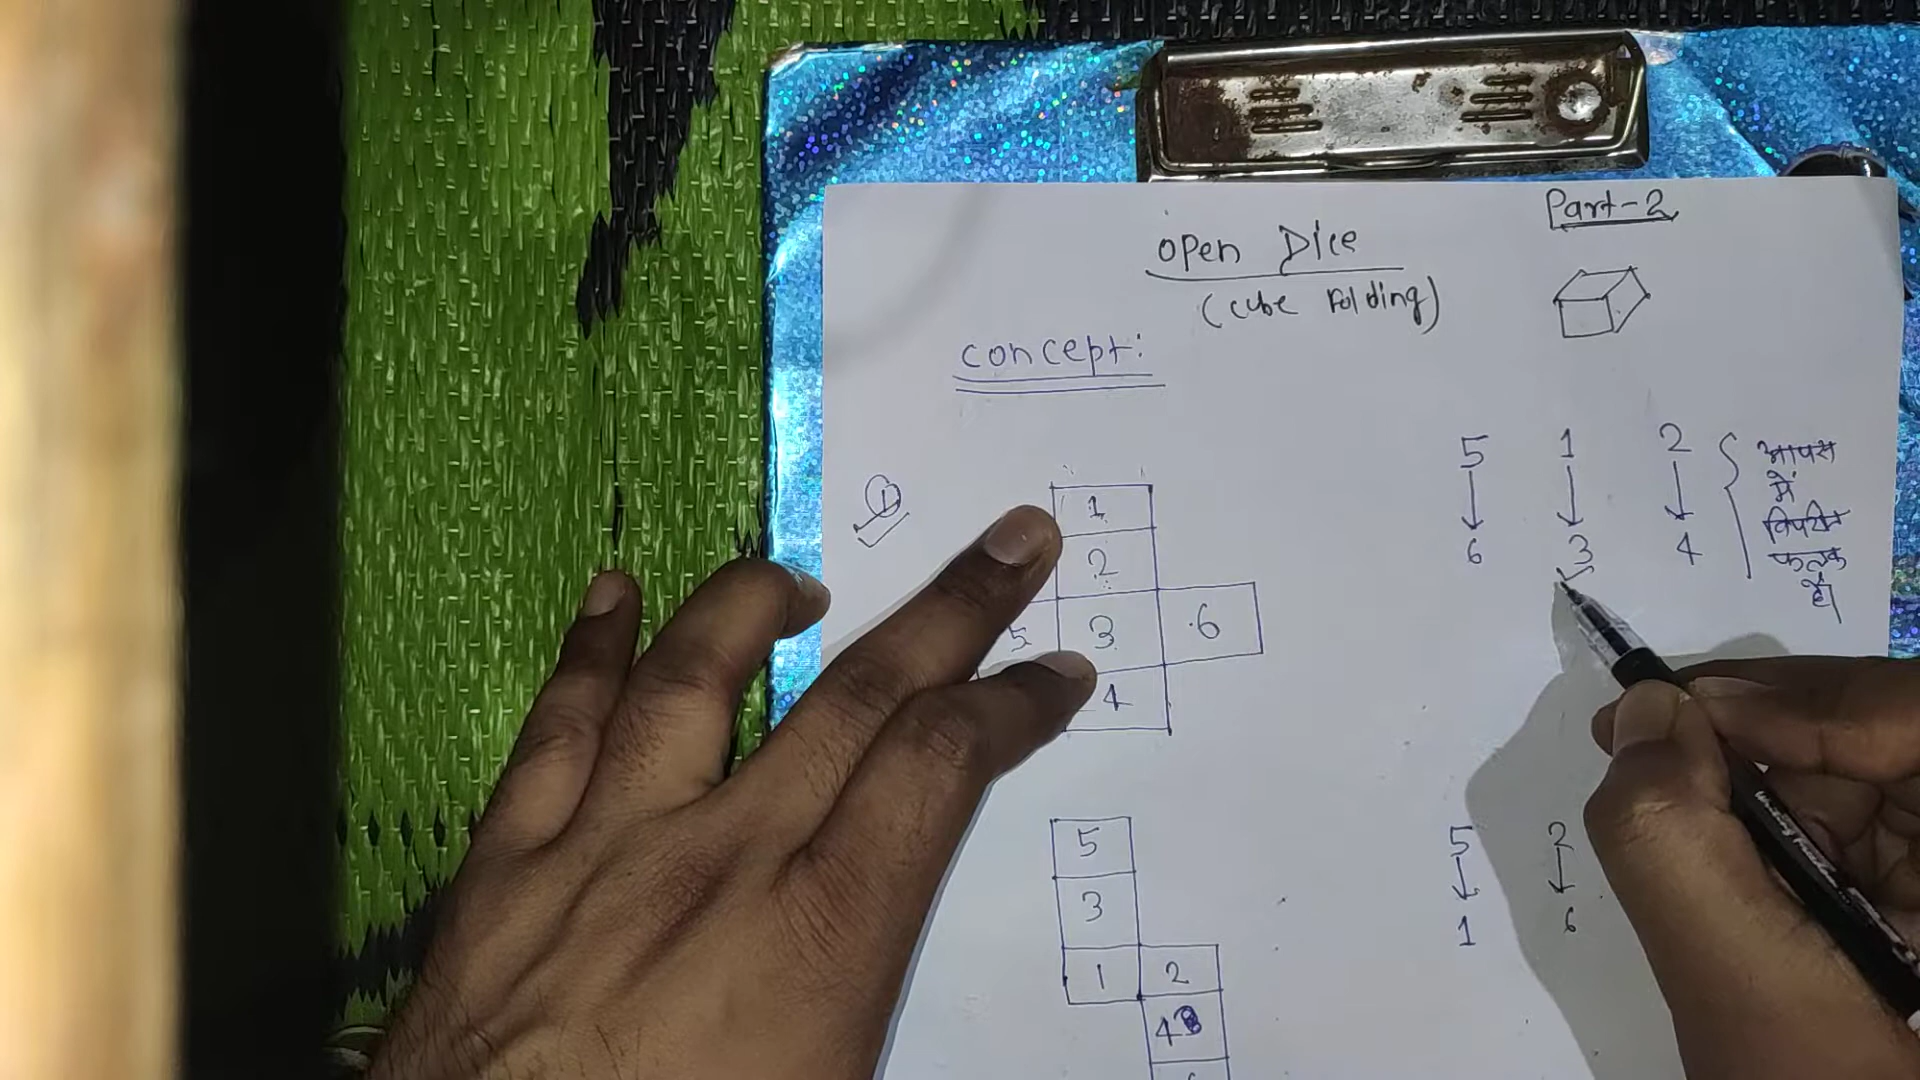 Part-2
Open Dice
(cube Folding)
Concept:
1
5 1 2
6 3 4
आपस
में
विपरीत
फलक
हैं।
1
2
5 3 6
4
5 2
1 6
5
3
1 2
4